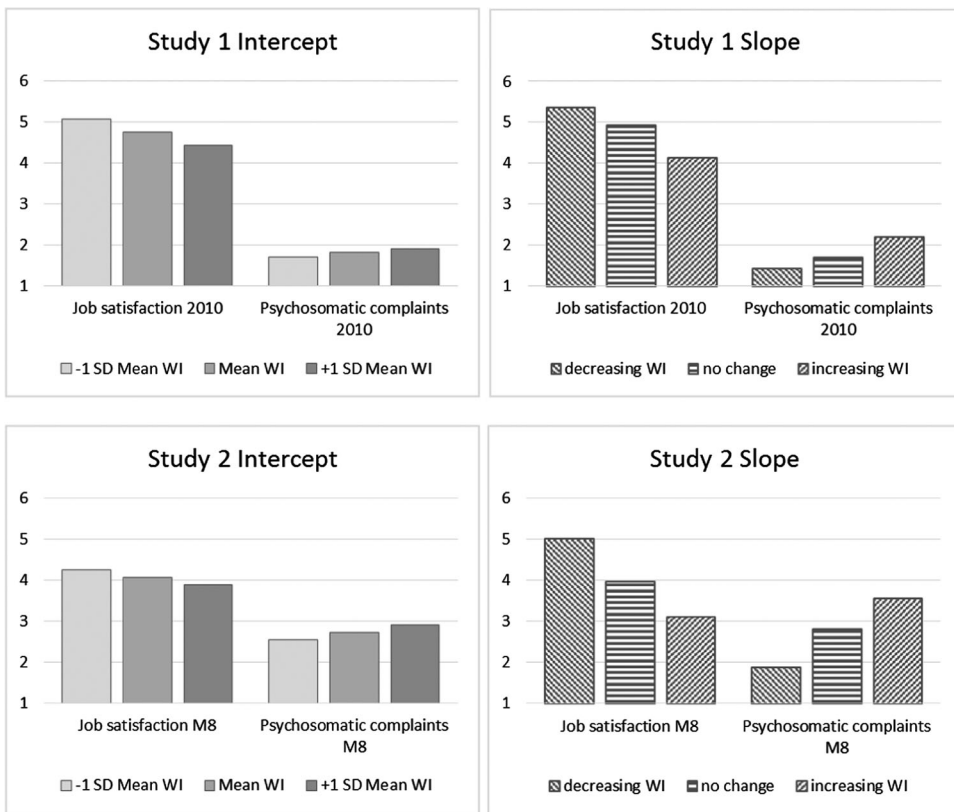 Study 1 Intercept
6
5
4
3
2
1
Job satisfaction 2010
Psychosomatic complaints
2010
-1 SD Mean WI
Mean WI
+1 SD Mean WI
Study 1 Slope
6
5
4
3
2
1
Job satisfaction 2010
Psychosomatic complaints
2010
decreasing WI
no change
increasing WI
Study 2 Intercept
6
5
4
3
2
1
Job satisfaction M8
Psychosomatic complaints
M8
-1 SD Mean WI
Mean WI
+1 SD Mean WI
Study 2 Slope
6
5
4
3
2
1
Job satisfaction M8
Psychosomatic complaints
M8
decreasing WI
no change
increasing WI